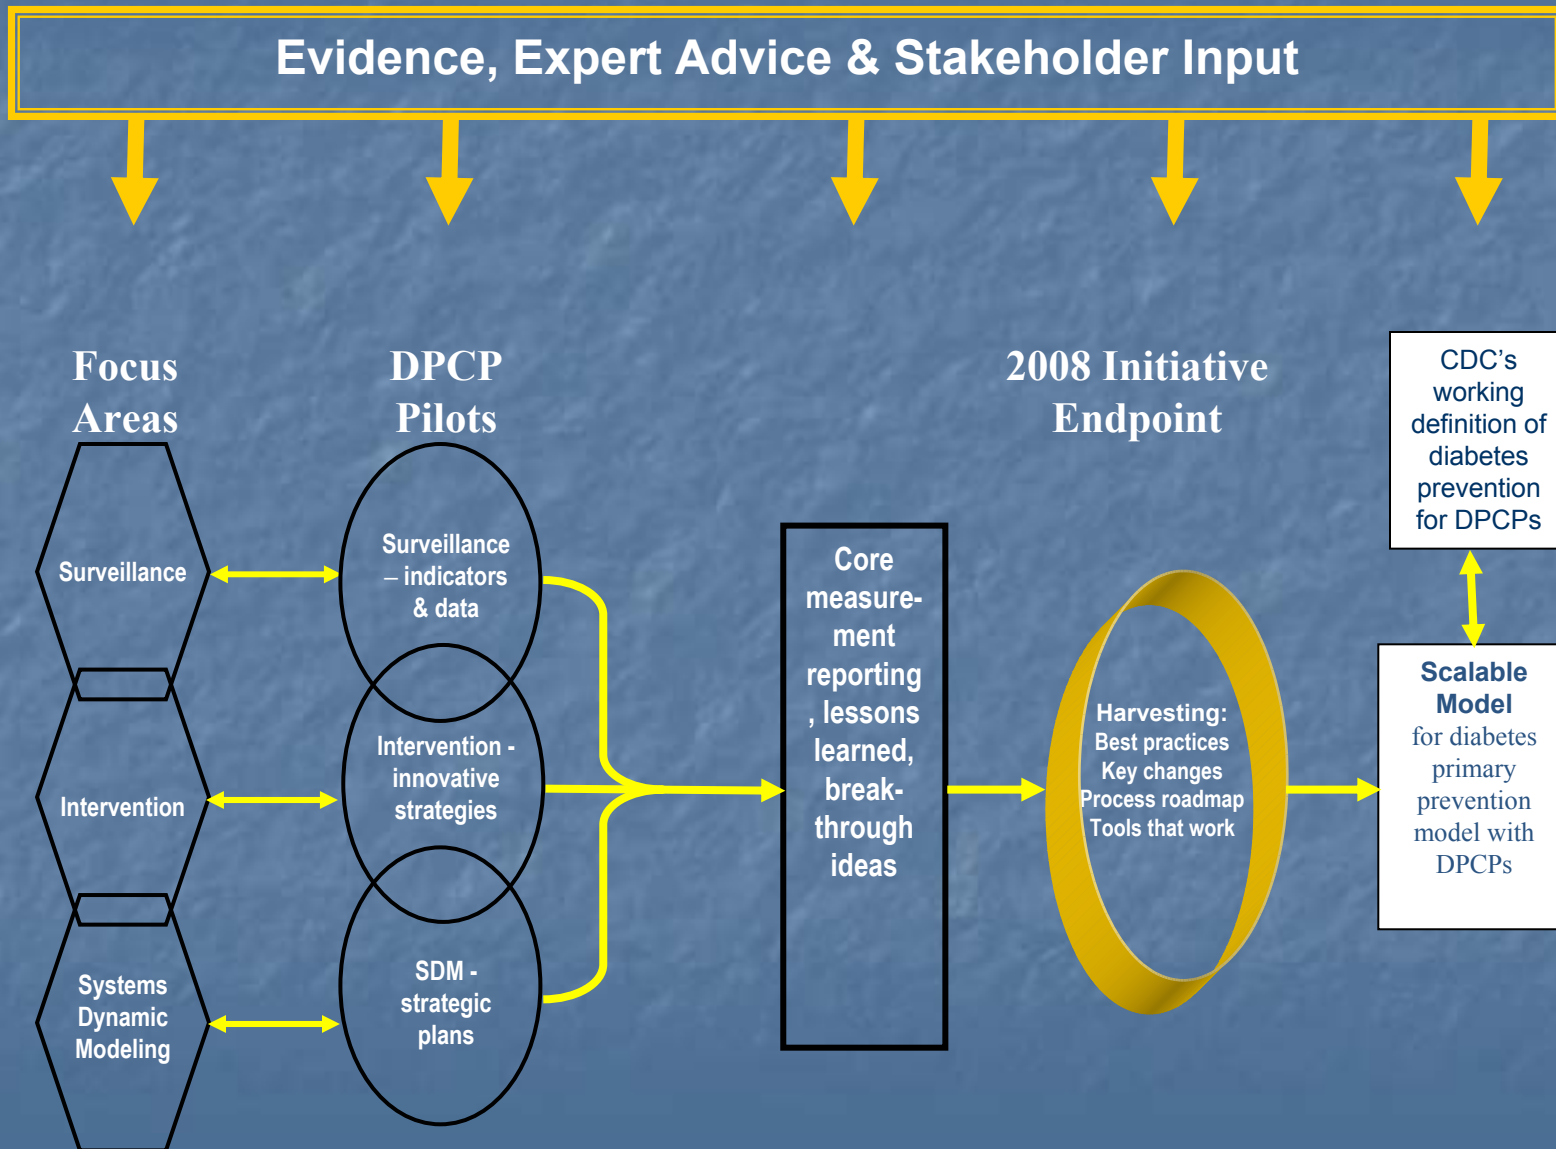 Evidence, Expert Advice & Stakeholder Input
Focus
Areas
DPCP
Pilots
2008 Initiative
Endpoint
CDC's
working
definition of
diabetes
prevention
for DPCPs
Surveillance
Intervention
Systems
Dynamic
Modeling
Surveillance
– indicators
& data
Intervention -
innovative
strategies
SDM -
strategic
plans
Core
measure-
ment
reporting
, lessons
learned,
break-
through
ideas
Harvesting:
Best practices
Key changes
Process roadmap
Tools that work
Scalable
Model
for diabetes
primary
prevention
model with
DPCPs